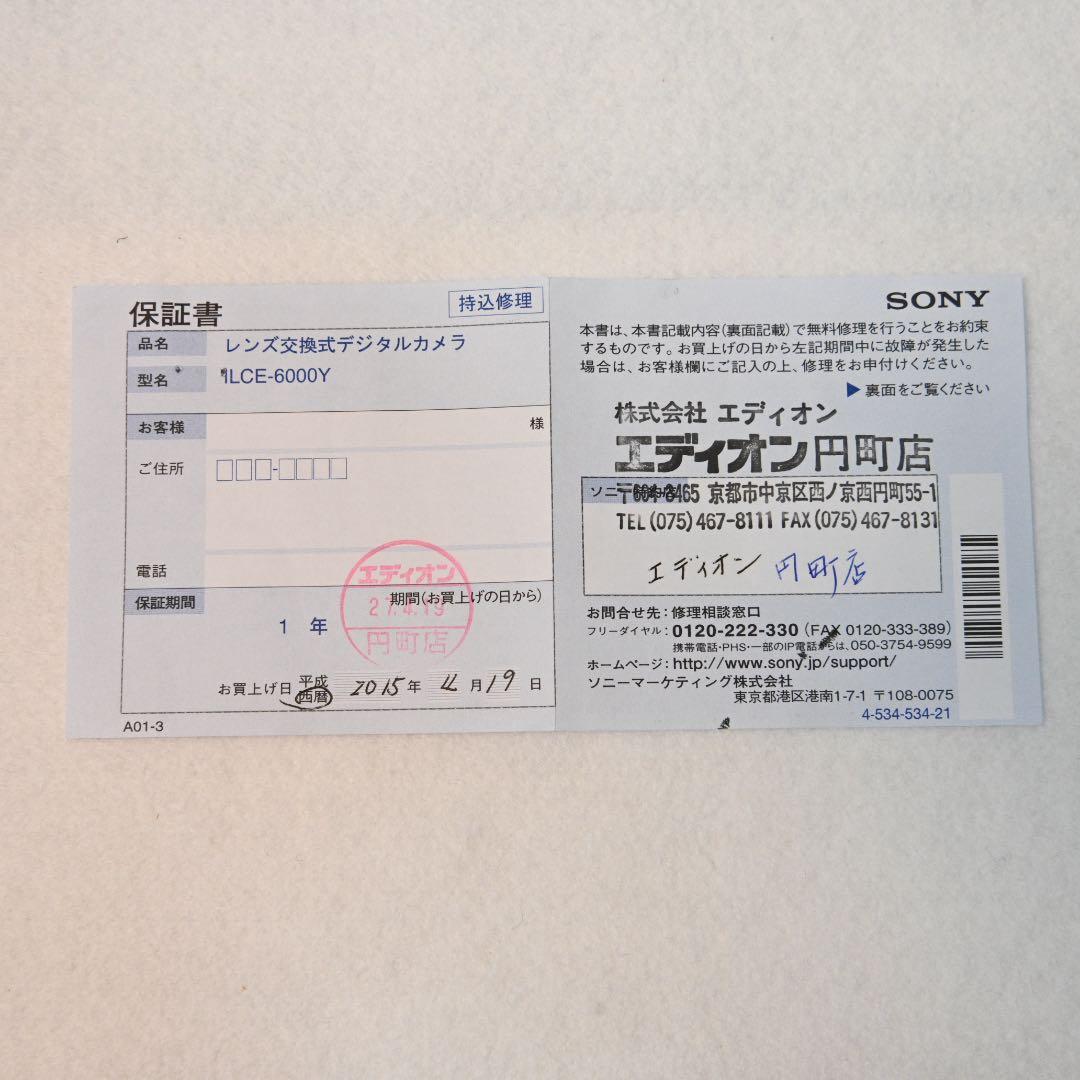 保証書
持込修理
品名 レンズ交換式デジタルカメラ
型名 ILCE-6000Y
お客様 様
ご住所
電話
保証期間
期間(お買上げの日から)
1 年
エディオン
27.4.19
円町店
お買上げ日 平成 西暦 2015年 4月19日
A01-3
SONY
本書は、本書記載内容(裏面記載)で無料修理を行うことをお約束
するものです。お買上げの日から左記期間中に故障が発生した
場合は、お客様欄にご記入の上、修理をお申付けください。
▶裏面をご覧ください
株式会社 エディオン
エディオン円町店
〒604-8465 京都市中京区西ノ京西円町55-1
ソニー
TEL(075)467-8111 FAX(075)467-8131
エディオン 円町店
お問合せ先:修理相談窓口
フリーダイヤル:0120-222-330 (FAX 0120-333-389)
携帯電話・PHS・一部のIP電話からは、050-3754-9599
ホームページ:http://www.sony.jp/support/
ソニーマーケティング株式会社
東京都港区港南1-7-1 〒108-0075
4-534-534-21